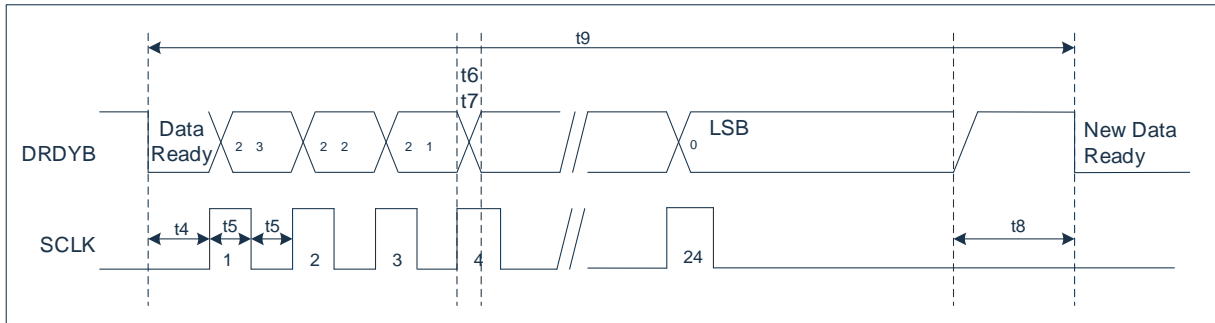 t9
t6
t7
DRDYB
Data
Ready
2 3
2 2
2 1
0
LSB
New Data
Ready
SCLK
t4
t5
t5
t8
1
2
3
4
24